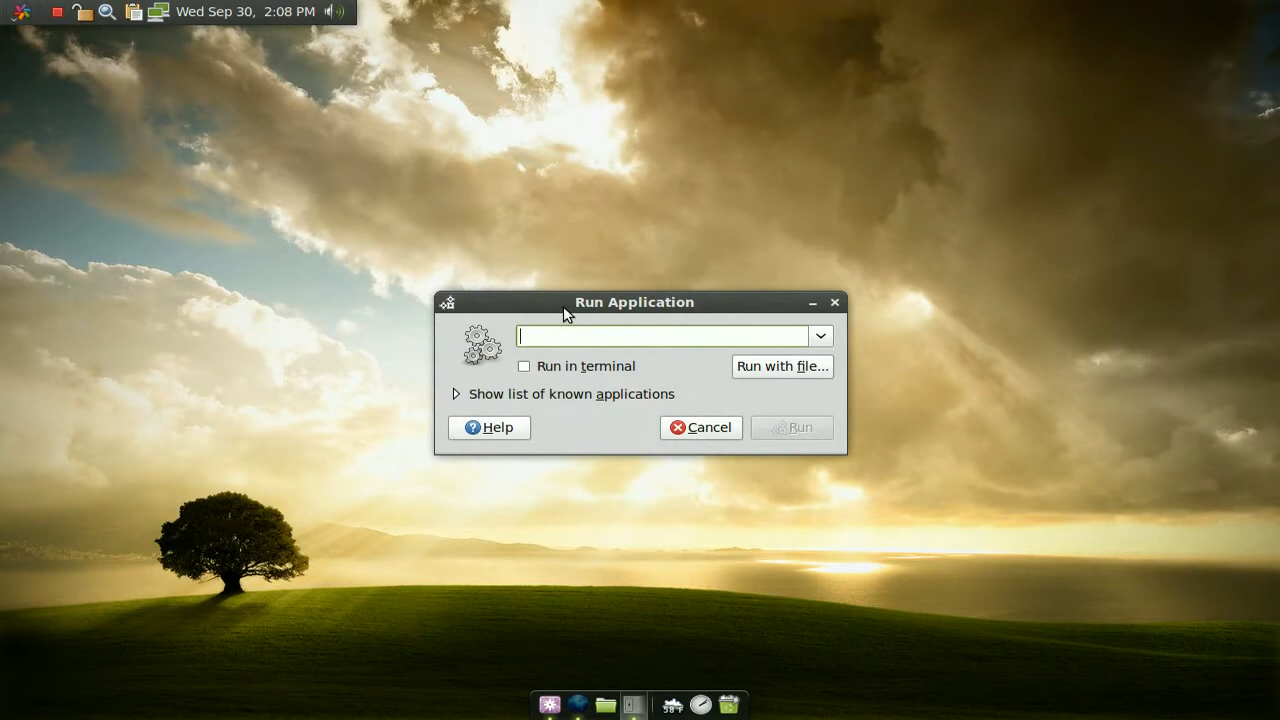 Wed Sep 30, 2:08 PM
Run Application
Run in terminal
Run with file...
Show list of known applications
Help
Cancel
Run
58°F